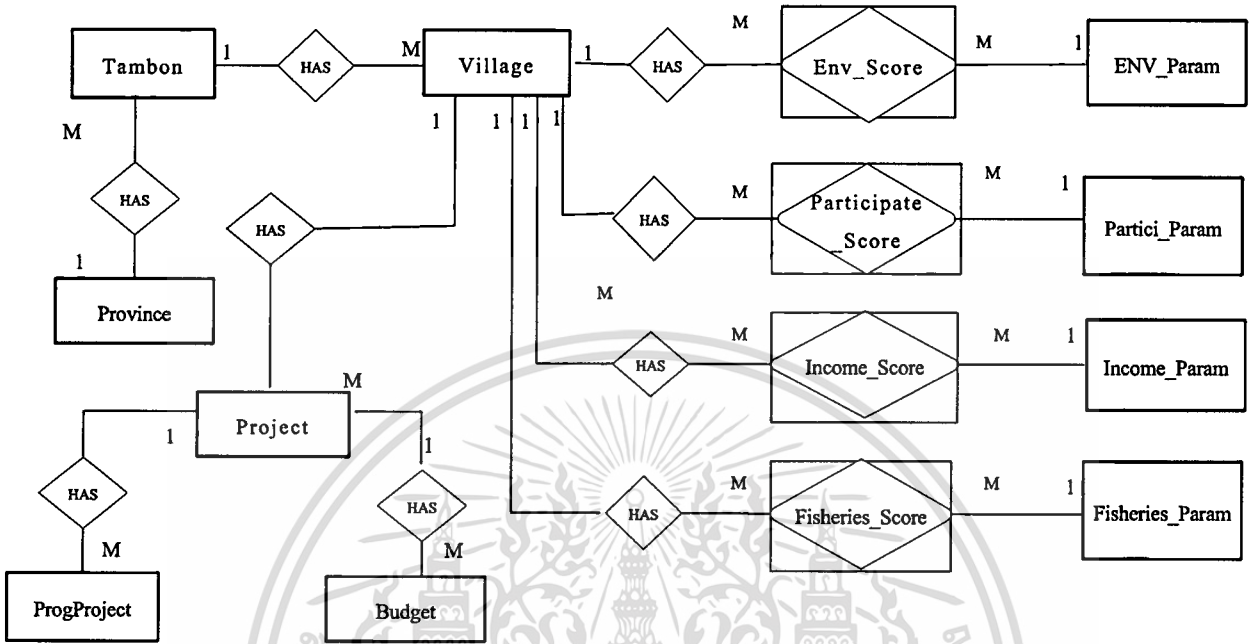 M
M
1
1
M
1
Tambon
HAS
Village
HAS
Env_Score
ENV_Param
M
1
1
1
1
HAS
M
M
1
HAS
HAS
Participate
_Score
Partici_Param
1
M
Province
M
M
1
HAS
Income_Score
Income_Param
M
Project
1
1
M
M
1
HAS
HAS
HAS
Fisheries_Score
Fisheries_Param
M
M
ProgProject
Budget